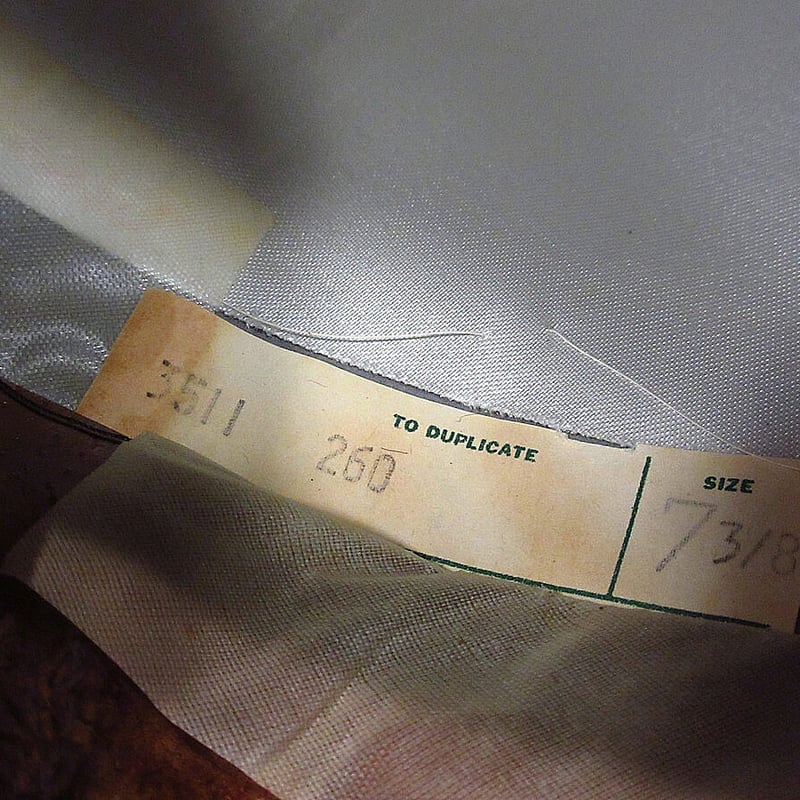 3511
TO DUPLICATE
260
SIZE
7 3/8